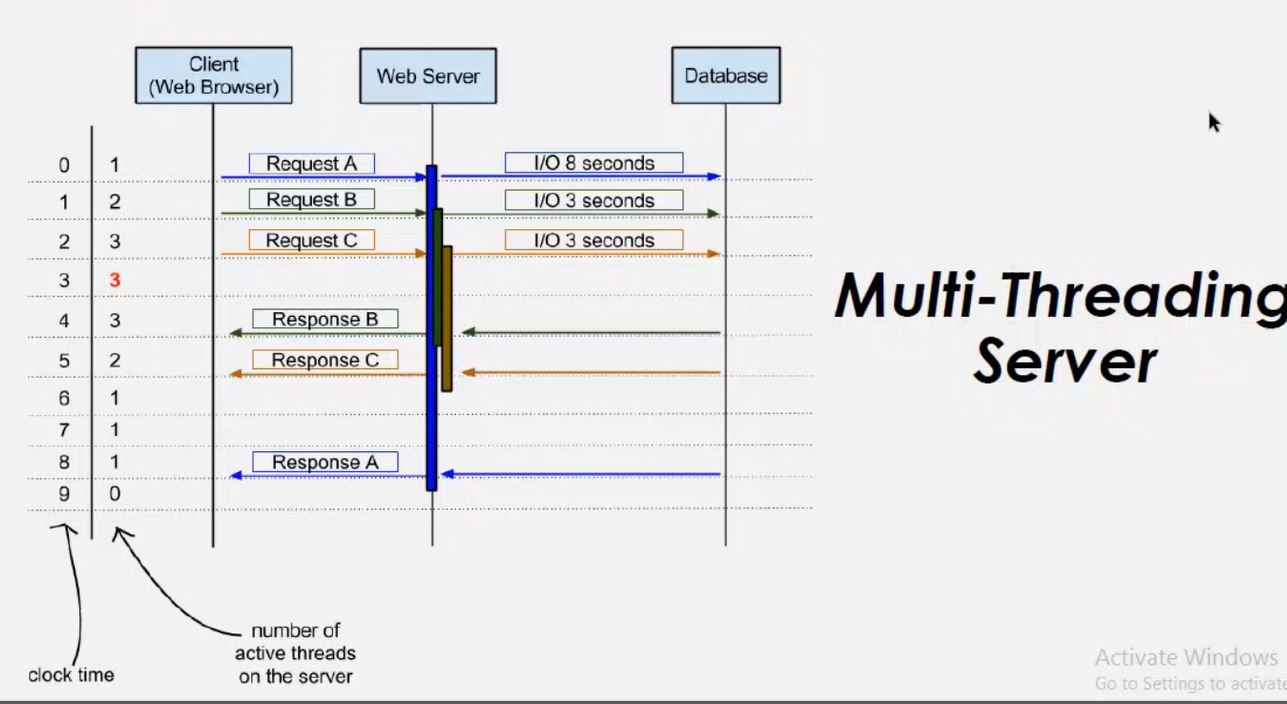 Client
(Web Browser)
Web Server
Database
0 1 Request A I/O 8 seconds
1 2 Request B I/O 3 seconds
2 3 Request C I/O 3 seconds
3 3
4 3 Response B
5 2 Response C
6 1
7 1
8 1 Response A
9 0
Multi-Threading
Server
clock time
number of
active threads
on the server
Activate Windows
Go to Settings to activate